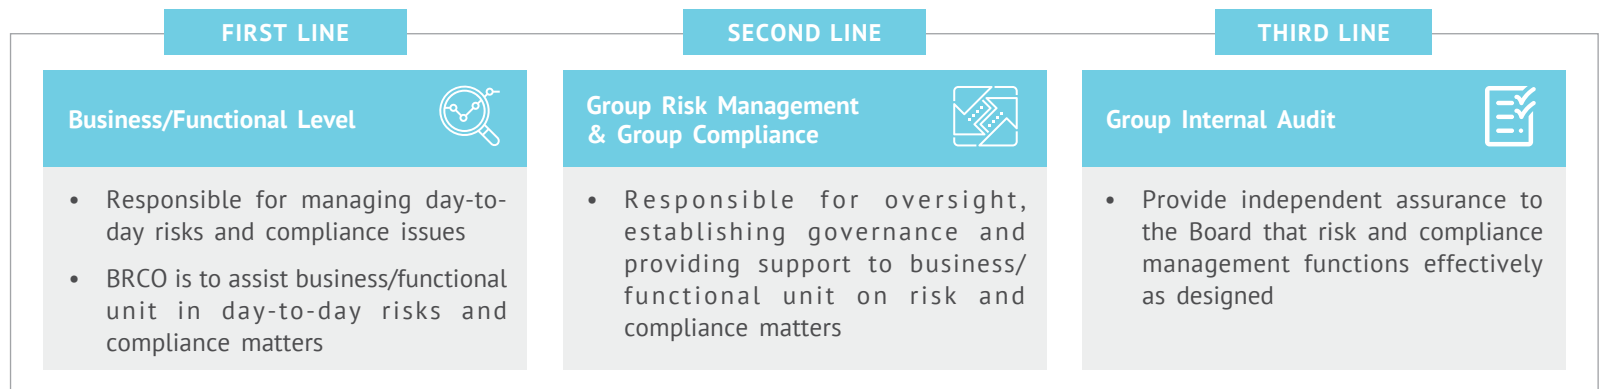 FIRST LINE
Business/Functional Level
• Responsible for managing day-to-
day risks and compliance issues
• BRCO is to assist business/functional
unit in day-to-day risks and
compliance matters
SECOND LINE
Group Risk Management
& Group Compliance
• Responsible for oversight,
establishing governance and
providing support to business/
functional unit on risk and
compliance matters
THIRD LINE
Group Internal Audit
• Provide independent assurance to
the Board that risk and compliance
management functions effectively
as designed